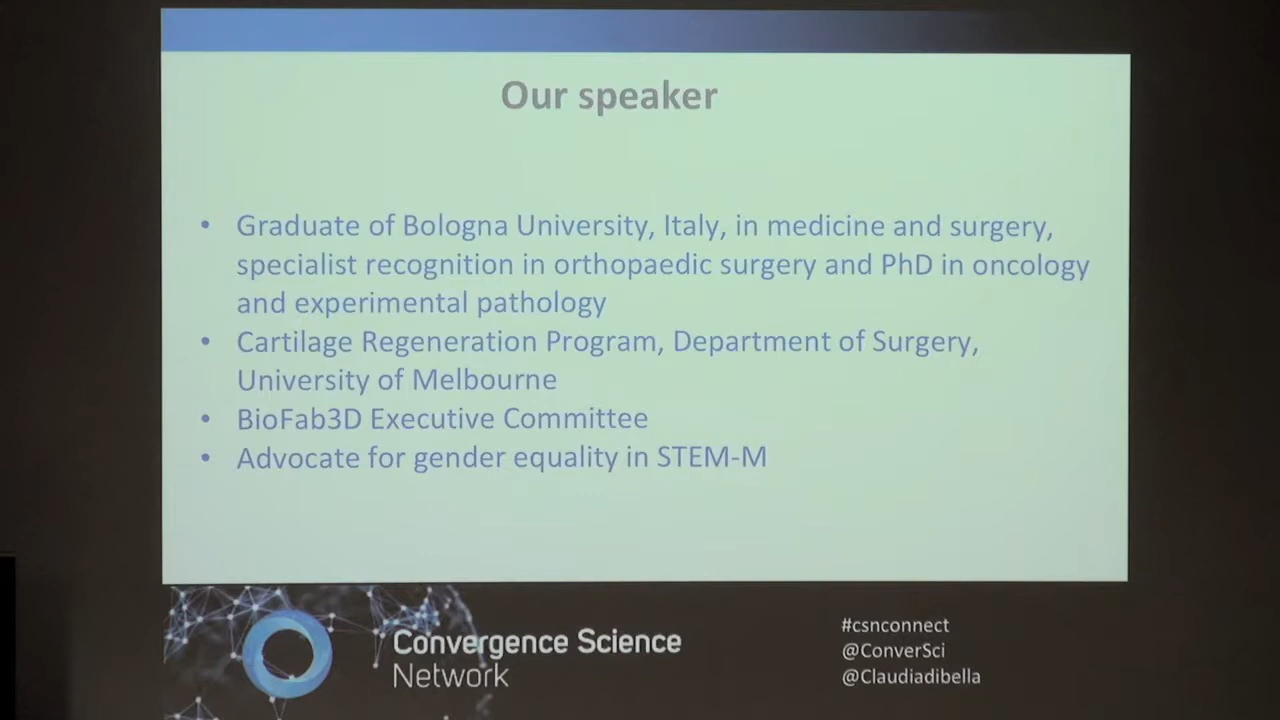 Our speaker
• Graduate of Bologna University, Italy, in medicine and surgery,
specialist recognition in orthopaedic surgery and PhD in oncology
and experimental pathology
• Cartilage Regeneration Program, Department of Surgery,
University of Melbourne
• BioFab3D Executive Committee
• Advocate for gender equality in STEM-M
Convergence Science
Network
#csnconnect
@ConverSci
@Claudiadibella